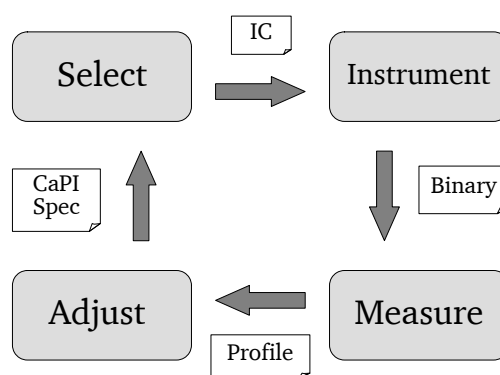 IC
Select
Instrument
CaPI
Spec
Binary
Adjust
Measure
Profile